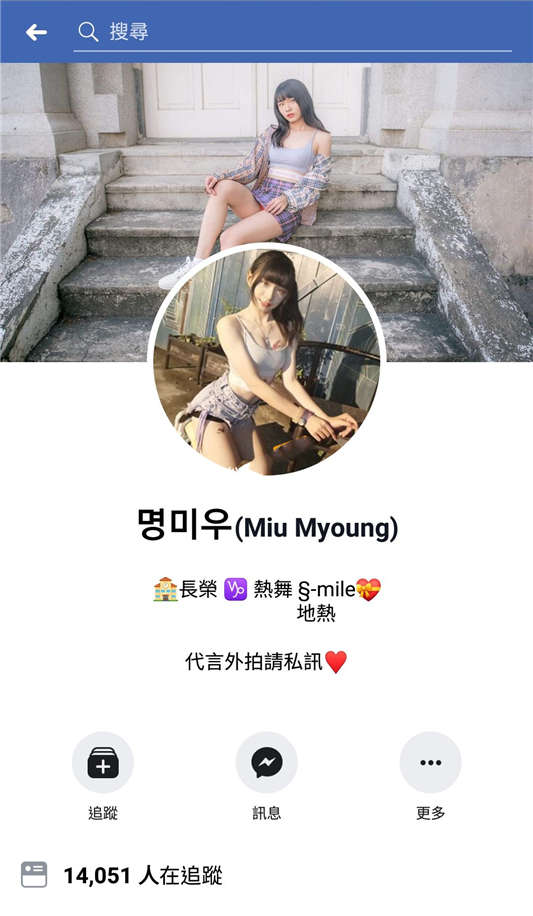 搜尋
명미우(Miu Myoung)
🏫長榮 ♑ 熱舞 §-mile💝
地熱
代言外拍請私訊♥️
追蹤
訊息
更多
14,051 人在追蹤